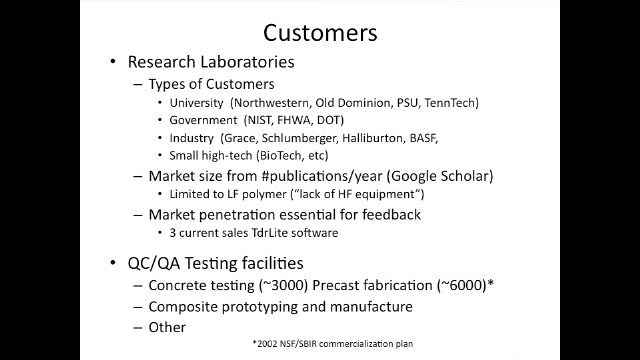 Customers
• Research Laboratories
– Types of Customers
• University (Northwestern, Old Dominion, PSU, TennTech)
• Government (NIST, FHWA, DOT)
• Industry (Grace, Schlumberger, Halliburton, BASF,
• Small high-tech (BioTech, etc)
– Market size from #publications/year (Google Scholar)
• Limited to LF polymer ("lack of HF equipment")
– Market penetration essential for feedback
• 3 current sales TdrLite software
• QC/QA Testing facilities
– Concrete testing (~3000) Precast fabrication (~6000)*
– Composite prototyping and manufacture
– Other
*2002 NSF/SBIR commercialization plan